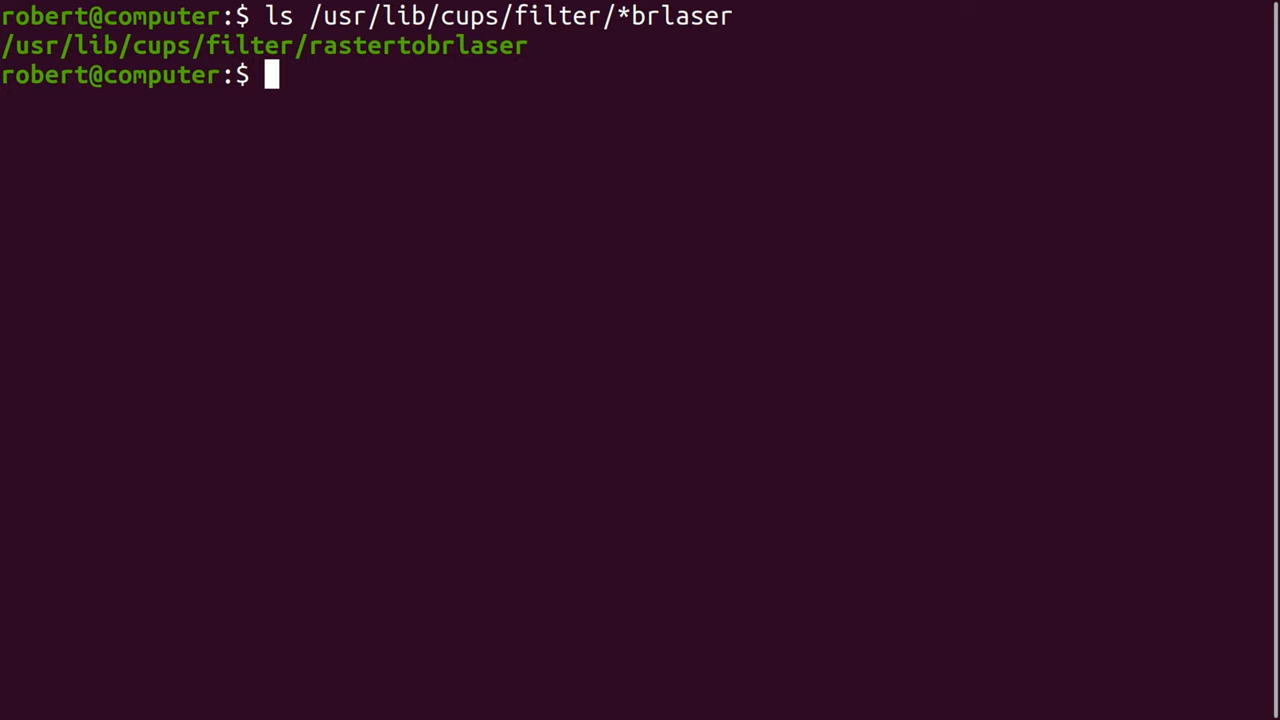 robert@computer:$ ls /usr/lib/cups/filter/*brlaser
/usr/lib/cups/filter/rastertobrlaser
robert@computer:$